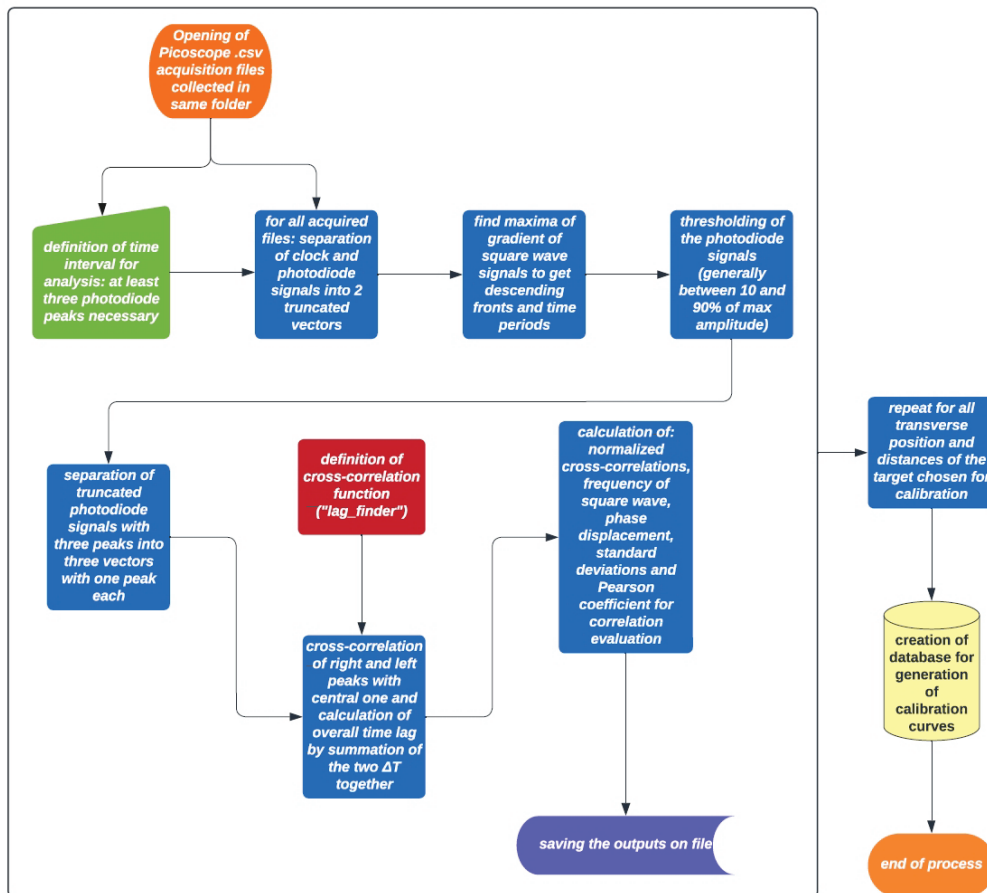 Opening of
Picoscope .csv
acquisition files
collected in
same folder
definition of time
interval for
analysis: at least
three photodiode
peaks necessary
for all acquired
files: separation
of clock and
photodiode
signals into 2
truncated
vectors
find maxima of
gradient of
square wave
signals to get
descending
fronts and time
periods
thresholding of
the photodiode
signals
(generally
between 10 and
90% of max
amplitude)
separation of
truncated
photodiode
signals with
three peaks into
three vectors
with one peak
each
definition of
cross-correlation
function
("lag_finder")
cross-correlation
of right and left
peaks with
central one and
calculation of
overall time lag
by summation of
the two ΔT
together
calculation of:
normalized
cross-correlations,
frequency of
square wave,
phase
displacement,
standard
deviations and
Pearson
coefficient for
correlation
evaluation
saving the outputs on file
repeat for all
transverse
position and
distances of the
target chosen for
calibration
creation of
database for
generation
of
calibration
curves
end of process